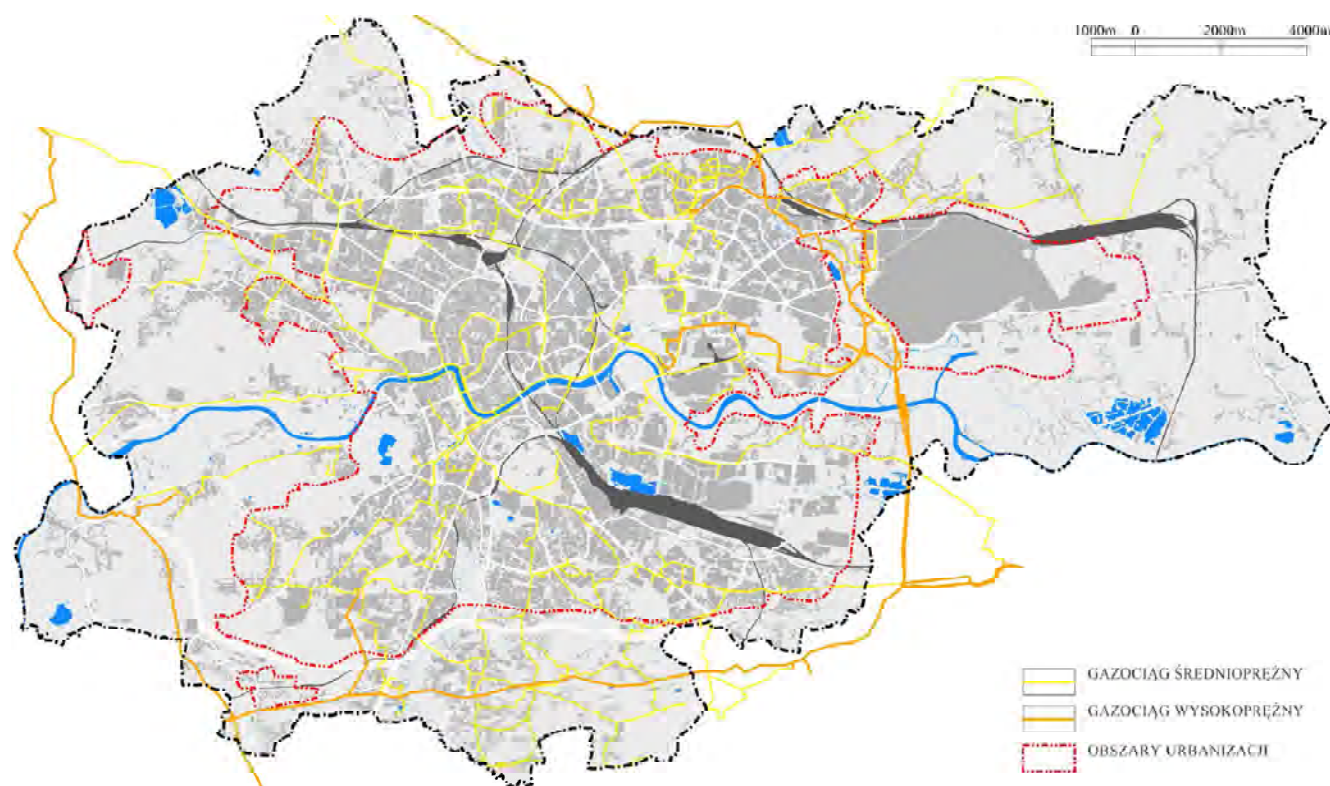 1000m 0 2000m 4000m
GAZOCIĄG ŚREDNIOPRĘŻNY
GAZOCIĄG WYSOKOPRĘŻNY
OBSZARY URBANIZACJI